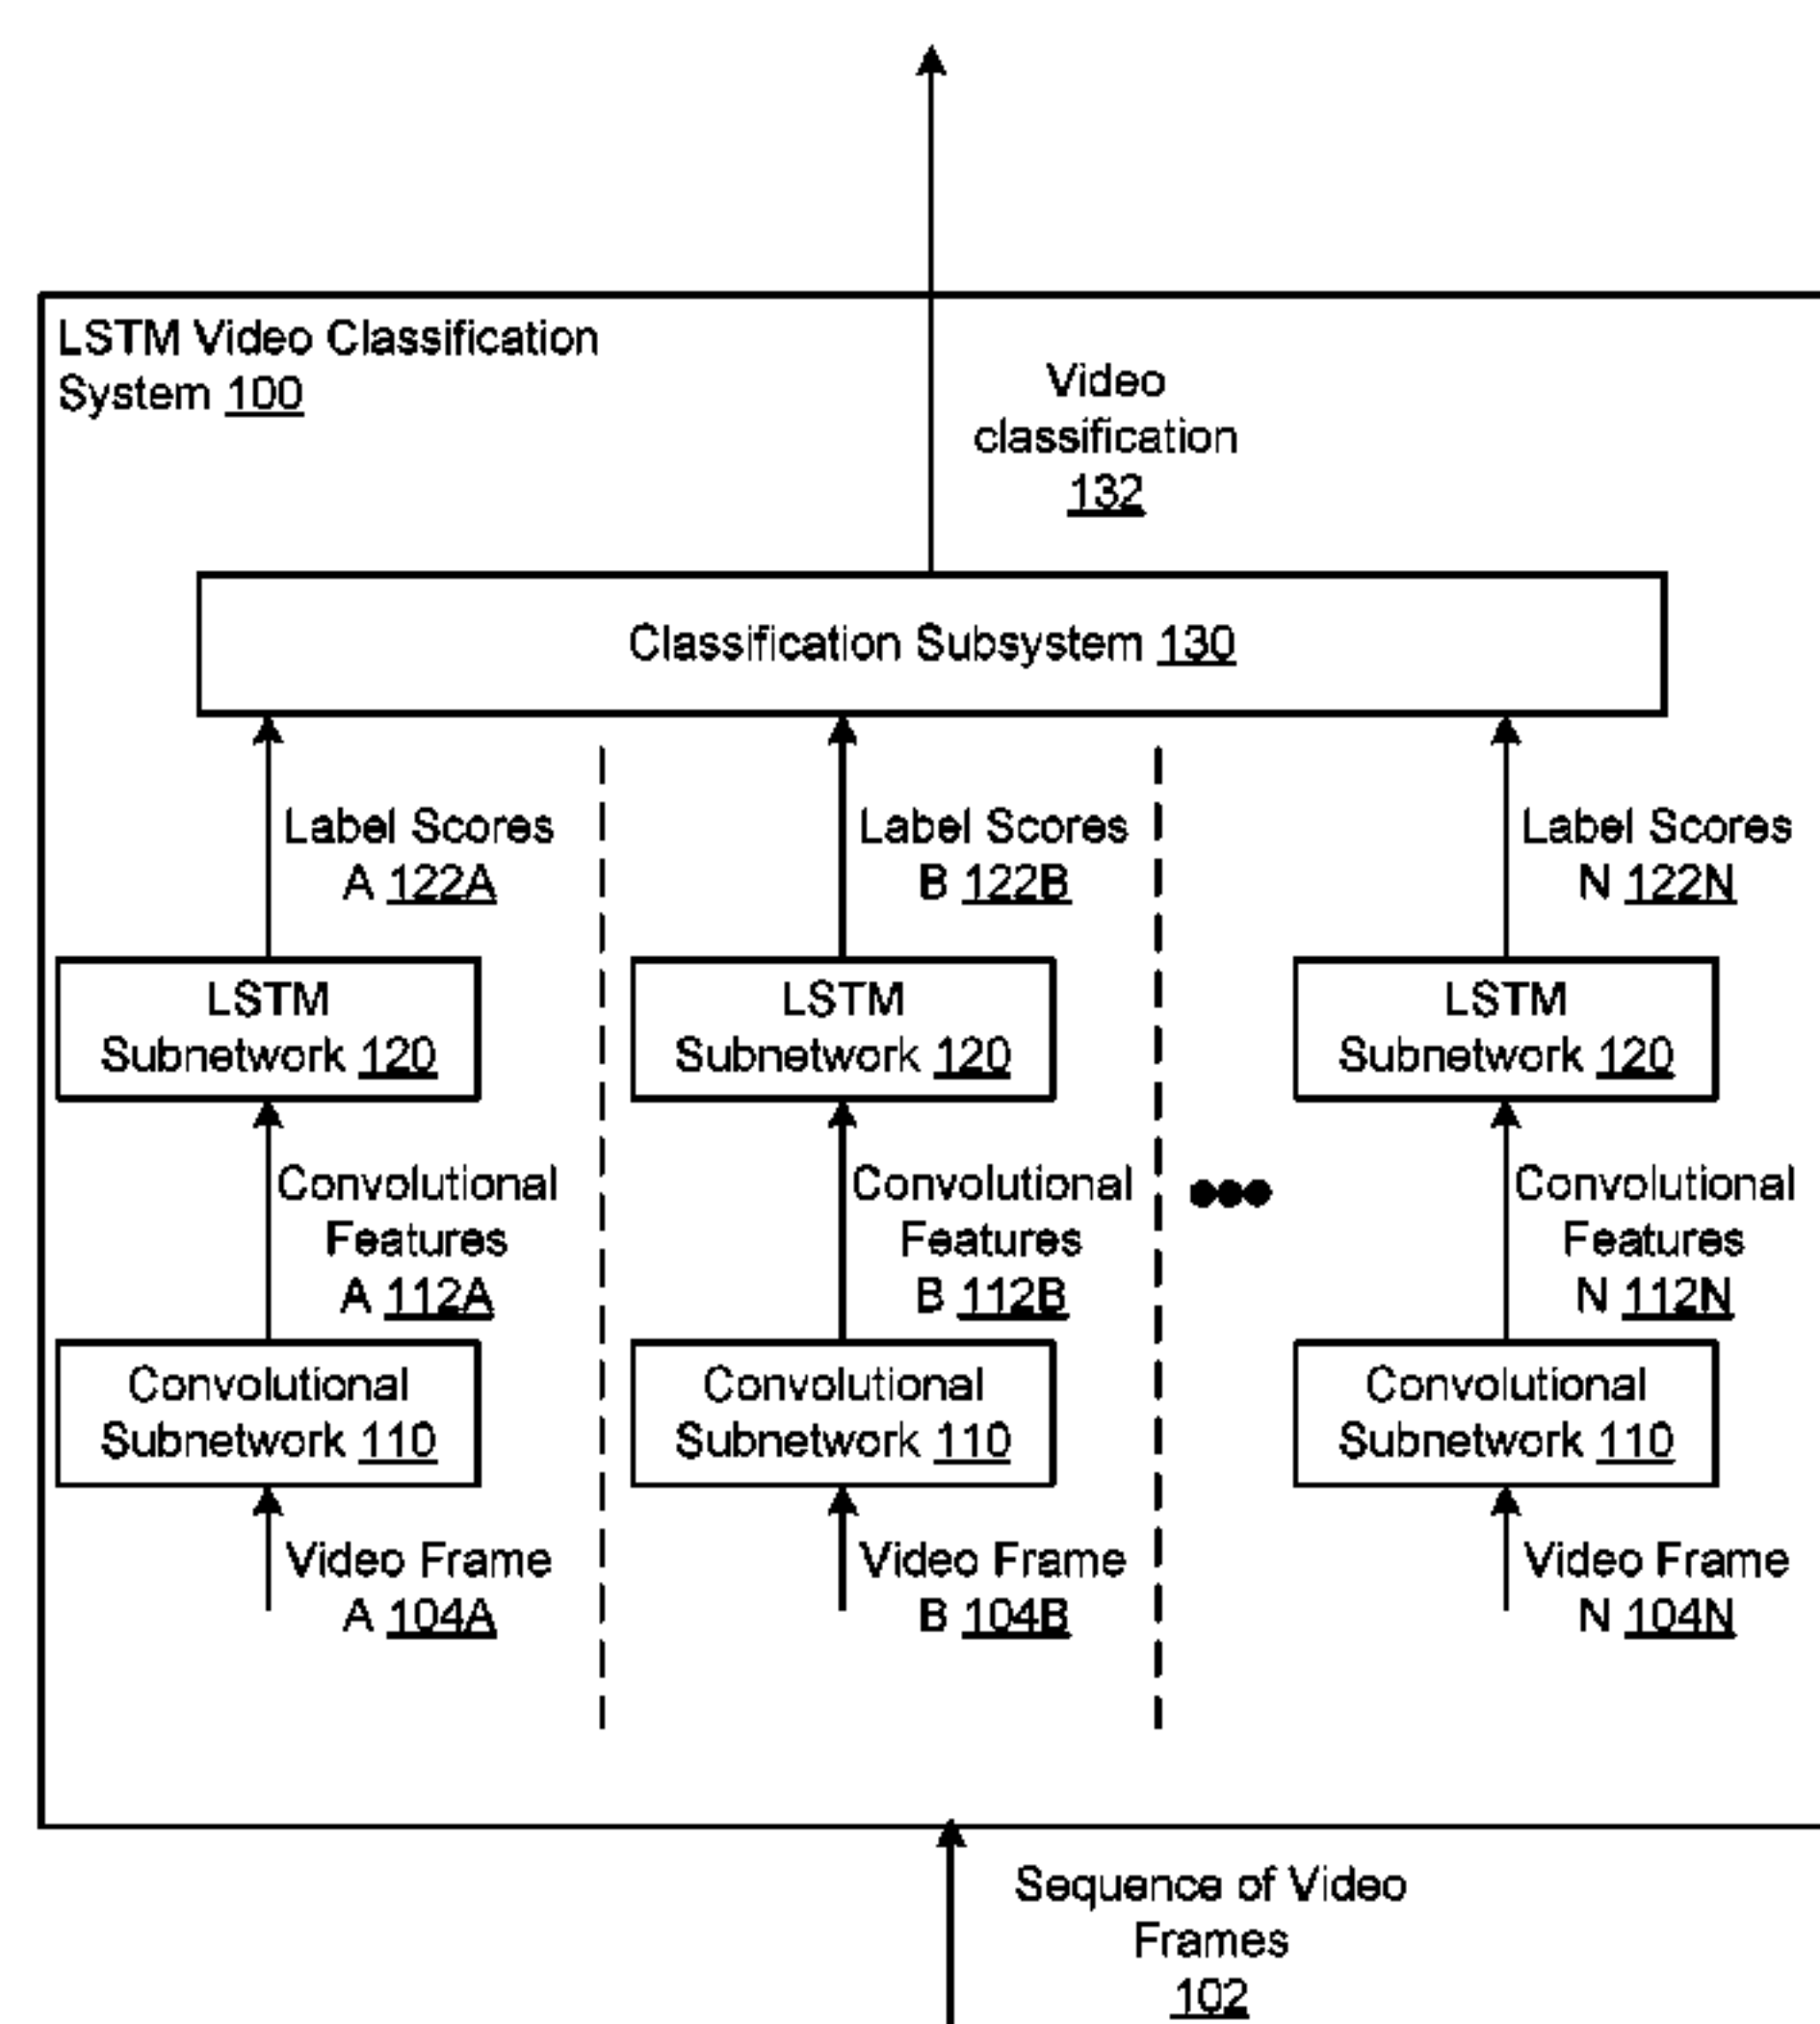 LSTM Video Classification
System 100
Video
classification
132
Classification Subsystem 130
Label Scores
A 122A
Label Scores
B 122B
Label Scores
N 122N
LSTM
Subnetwork 120
LSTM
Subnetwork 120
LSTM
Subnetwork 120
Convolutional
Features
A 112A
Convolutional
Features
B 112B
Convolutional
Features
N 112N
Convolutional
Subnetwork 110
Convolutional
Subnetwork 110
Convolutional
Subnetwork 110
Video Frame
A 104A
Video Frame
B 104B
Video Frame
N 104N
Sequence of Video
Frames
102